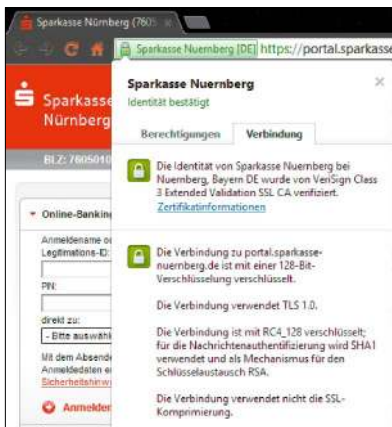 Sparkasse Nürnberg (7605
Sparkasse Nuernberg [DE] https://portal.sparkasse
Sparkasse Nuernberg
Identität bestätigt
Berechtigungen Verbindung
Sparkasse
Nürnberg
BLZ: 7605010
Die Identität von Sparkasse Nuernberg bei
Nuernberg, Bayern DE wurde von VeriSign Class
3 Extended Validation SSL CA verifiziert.
Zertifikatinformationen
Online-Banking
Anmeldename od
Legitimations-ID:
PIN:
direkt zu:
- Bitte auswähl
Mit dem Absende
Anmeldedaten e
Sicherheitshinw
Anmelden
Die Verbindung zu portal.sparkasse-
nuernberg.de ist mit einer 128-Bit-
Verschlüsselung verschlüsselt.
Die Verbindung verwendet TLS 1.0.
Die Verbindung ist mit RC4_128 verschlüsselt;
für die Nachrichtenauthentifizierung wird SHA1
verwendet und als Mechanismus für den
Schlüsselaustausch RSA.
Die Verbindung verwendet nicht die SSL-
Komprimierung.